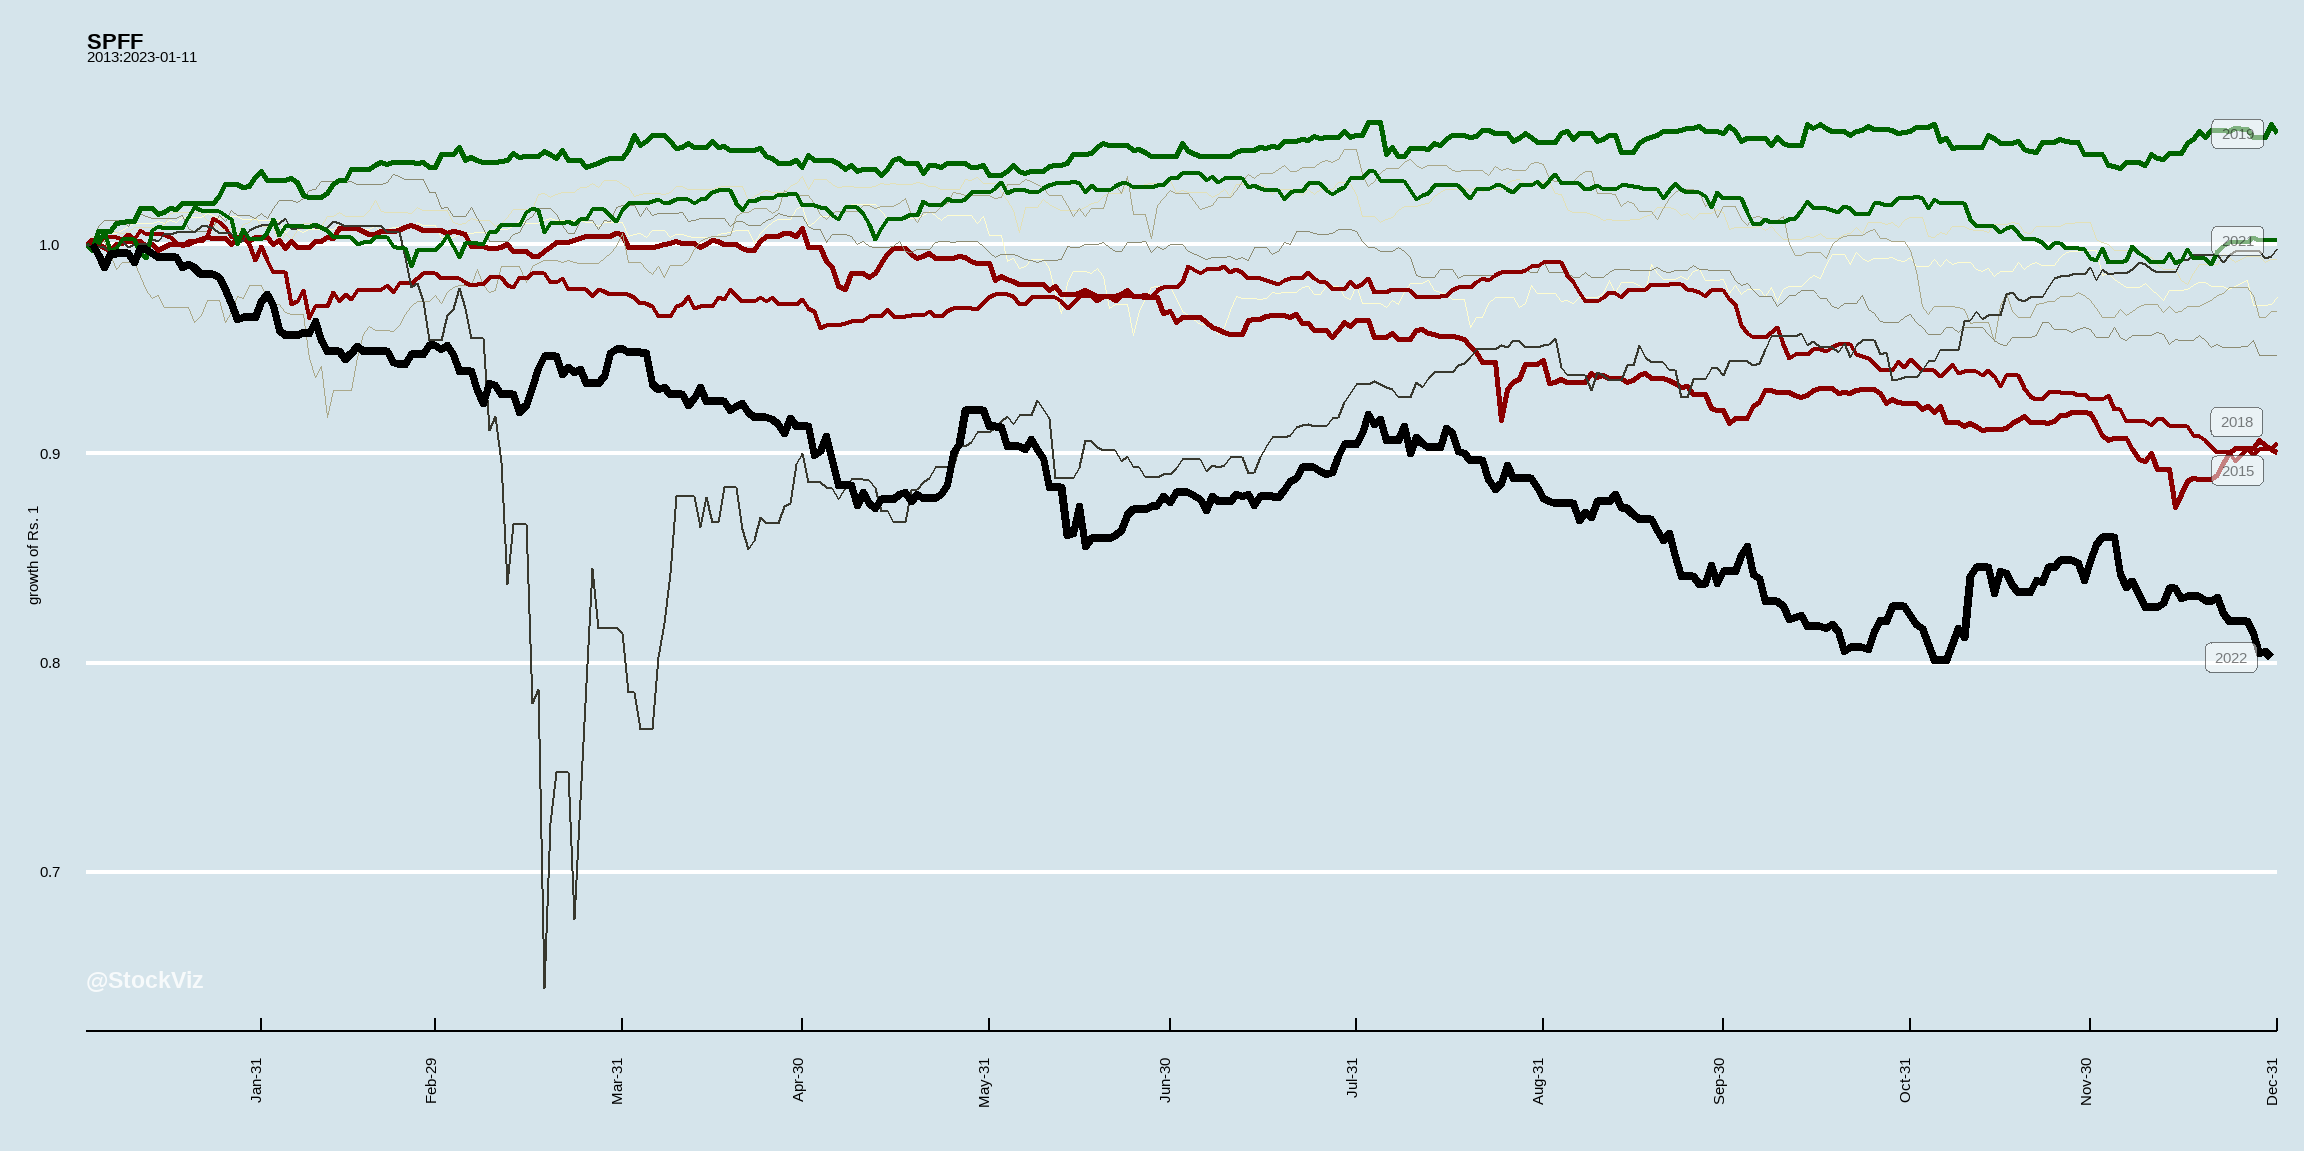 SPFF
2013:2023-01-11
2019
1.0
2021
2018
0.9
2015
growth of Rs. 1
0.8
2022
0.7
@StockViz
Jan-31
Feb-29
Mar-31
Apr-30
May-31
Jun-30
Jul-31
Aug-31
Sep-30
Oct-31
Nov-30
Dec-31